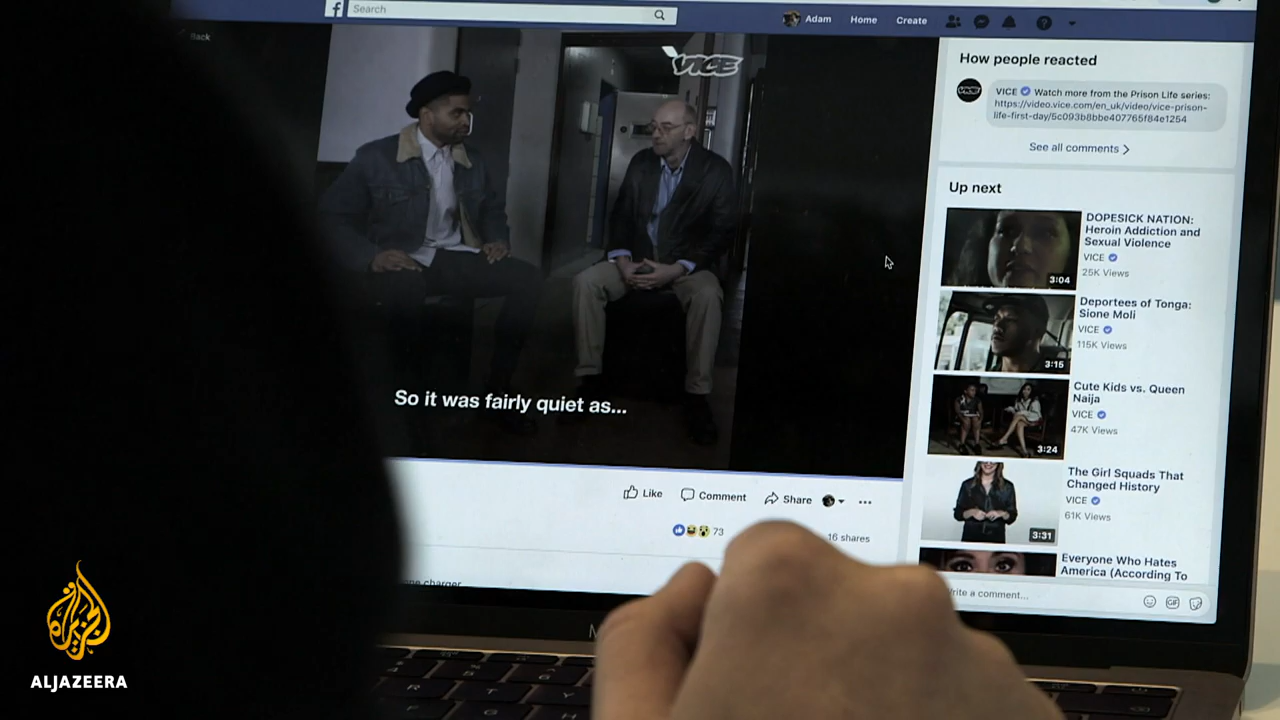 f
Search
Adam
Home
Create
Back
VICE
So it was fairly quiet as...
Like
Comment
Share
73
16 shares
one charger
How people reacted
VICE Watch more from the Prison Life series:
https://video.vice.com/en_uk/video/vice-prison-
life-first-day/5c093b8bbe407765f84e1254
See all comments
Up next
DOPESICK NATION:
Heroin Addiction and
Sexual Violence
VICE
25K Views
3:04
Deportees of Tonga:
Sione Moli
VICE
115K Views
3:15
Cute Kids vs. Queen
Naija
VICE
47K Views
3:24
The Girl Squads That
Changed History
VICE
61K Views
3:31
Everyone Who Hates
America (According To
Write a comment...
GIF
R T Y
F G H
ALJAZEERA